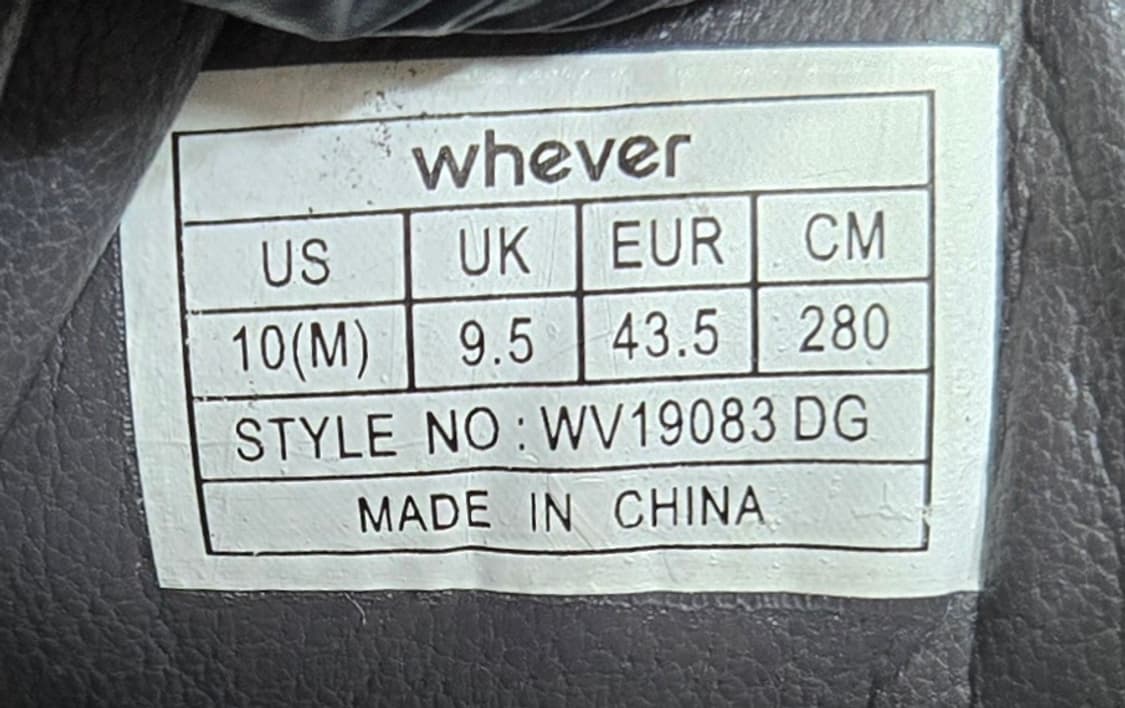 whever
US UK EUR CM
10(M) 9.5 43.5 280
STYLE NO : WV19083 DG
MADE IN CHINA